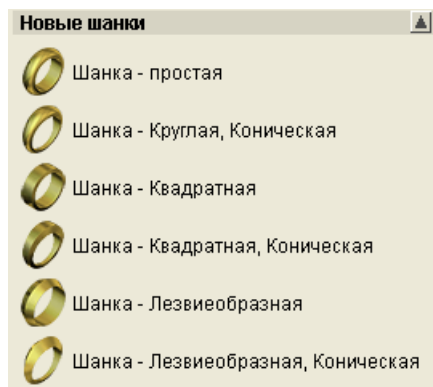 Новые шанки
Шанка - простая
Шанка - Круглая, Коническая
Шанка - Квадратная
Шанка - Квадратная, Коническая
Шанка - Лезвиеобразная
Шанка - Лезвиеобразная, Коническая